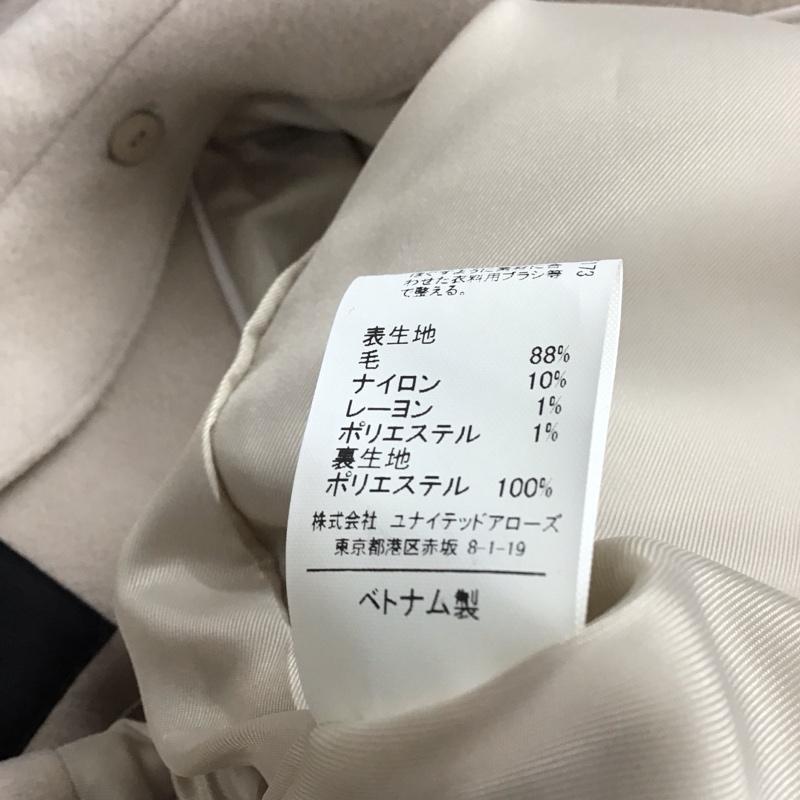 わせた衣料用ブラシ等
で整える。
173
表生地
毛 88%
ナイロン 10%
レーヨン 1%
ポリエステル 1%
裏生地
ポリエステル 100%
株式会社 ユナイテッドアローズ
東京都港区赤坂 8-1-19
ベトナム製